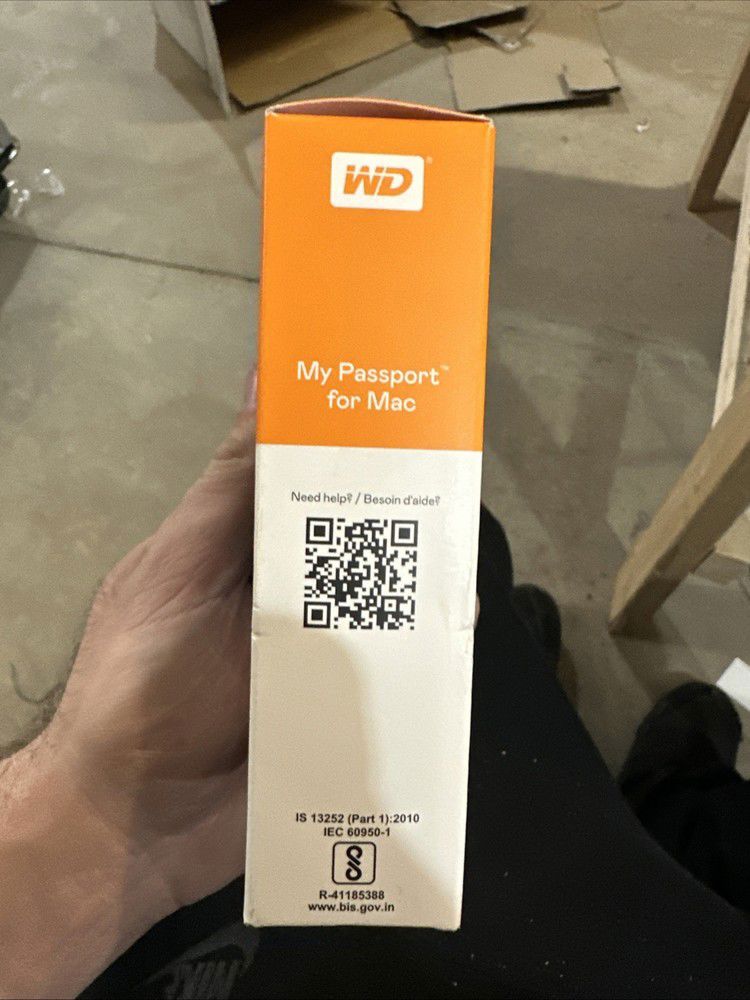 WD®
My Passport™
for Mac
Need help? / Besoin d'aide?
IS 13252 (Part 1):2010
IEC 60950-1
R-41185388
www.bis.gov.in
NIKE